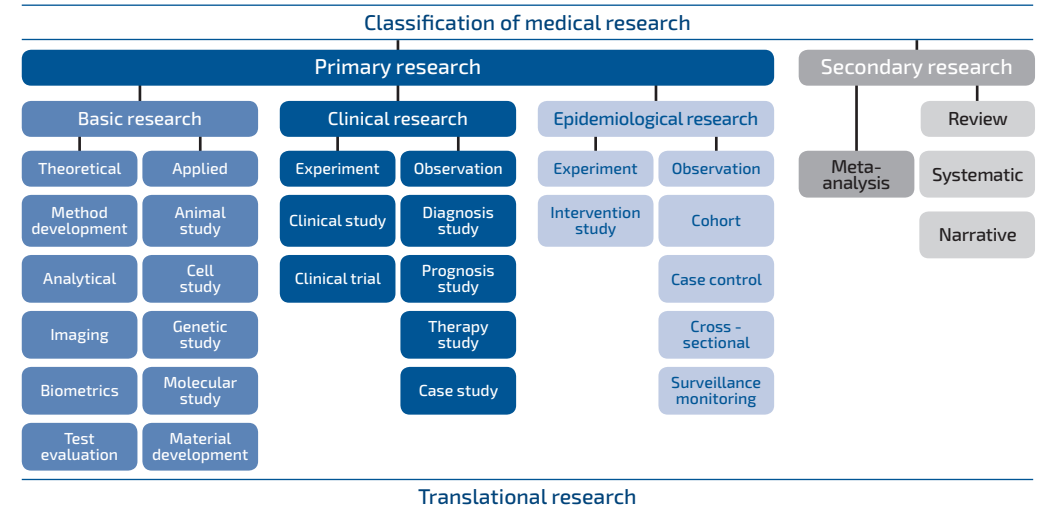 Classification of medical research
Primary research
Secondary research
Basic research
Clinical research
Epidemiological research
Review
Theoretical
Applied
Experiment
Observation
Experiment
Observation
Meta-
analysis
Systematic
Method
development
Animal
study
Clinical study
Diagnosis
study
Intervention
study
Cohort
Narrative
Analytical
Cell
study
Clinical trial
Prognosis
study
Case control
Imaging
Genetic
study
Therapy
study
Cross -
sectional
Biometrics
Molecular
study
Case study
Surveillance
monitoring
Test
evaluation
Material
development
Translational research